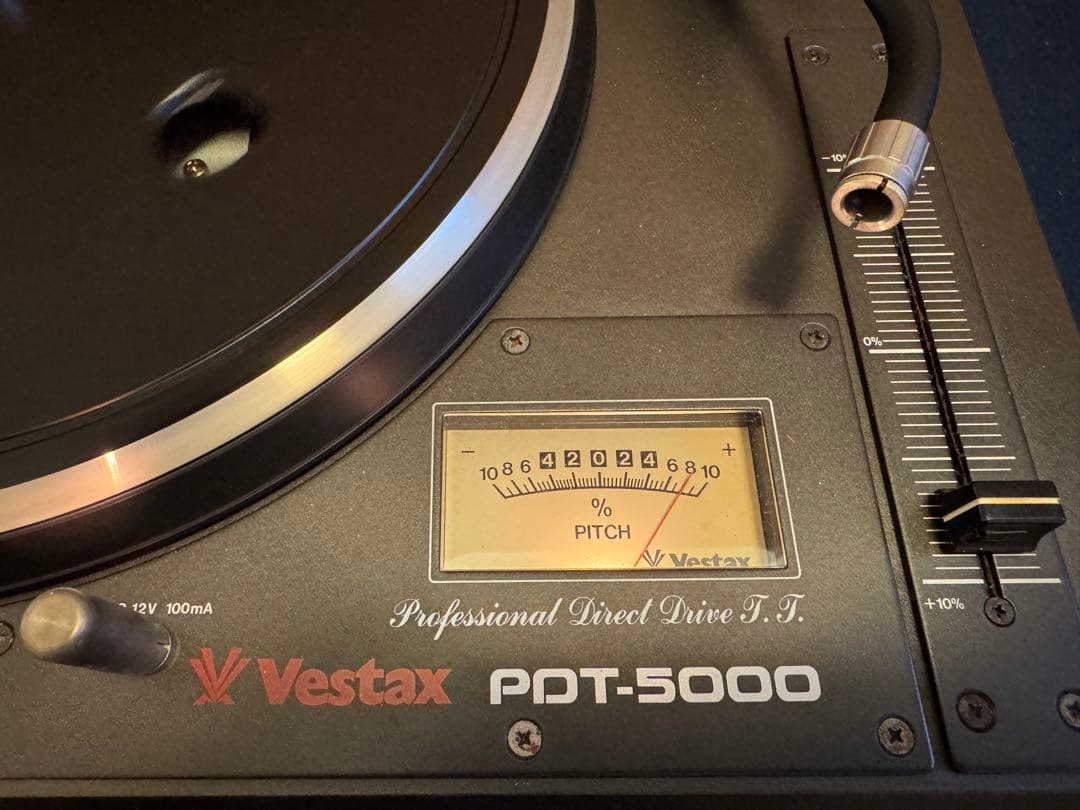 -10%
0%
+10%
- +
10 8 6 4 2 0 2 4 6 8 10
%
PITCH
Vestax
12V 100mA
Professional Direct Drive T.T.
Vestax PDT-5000